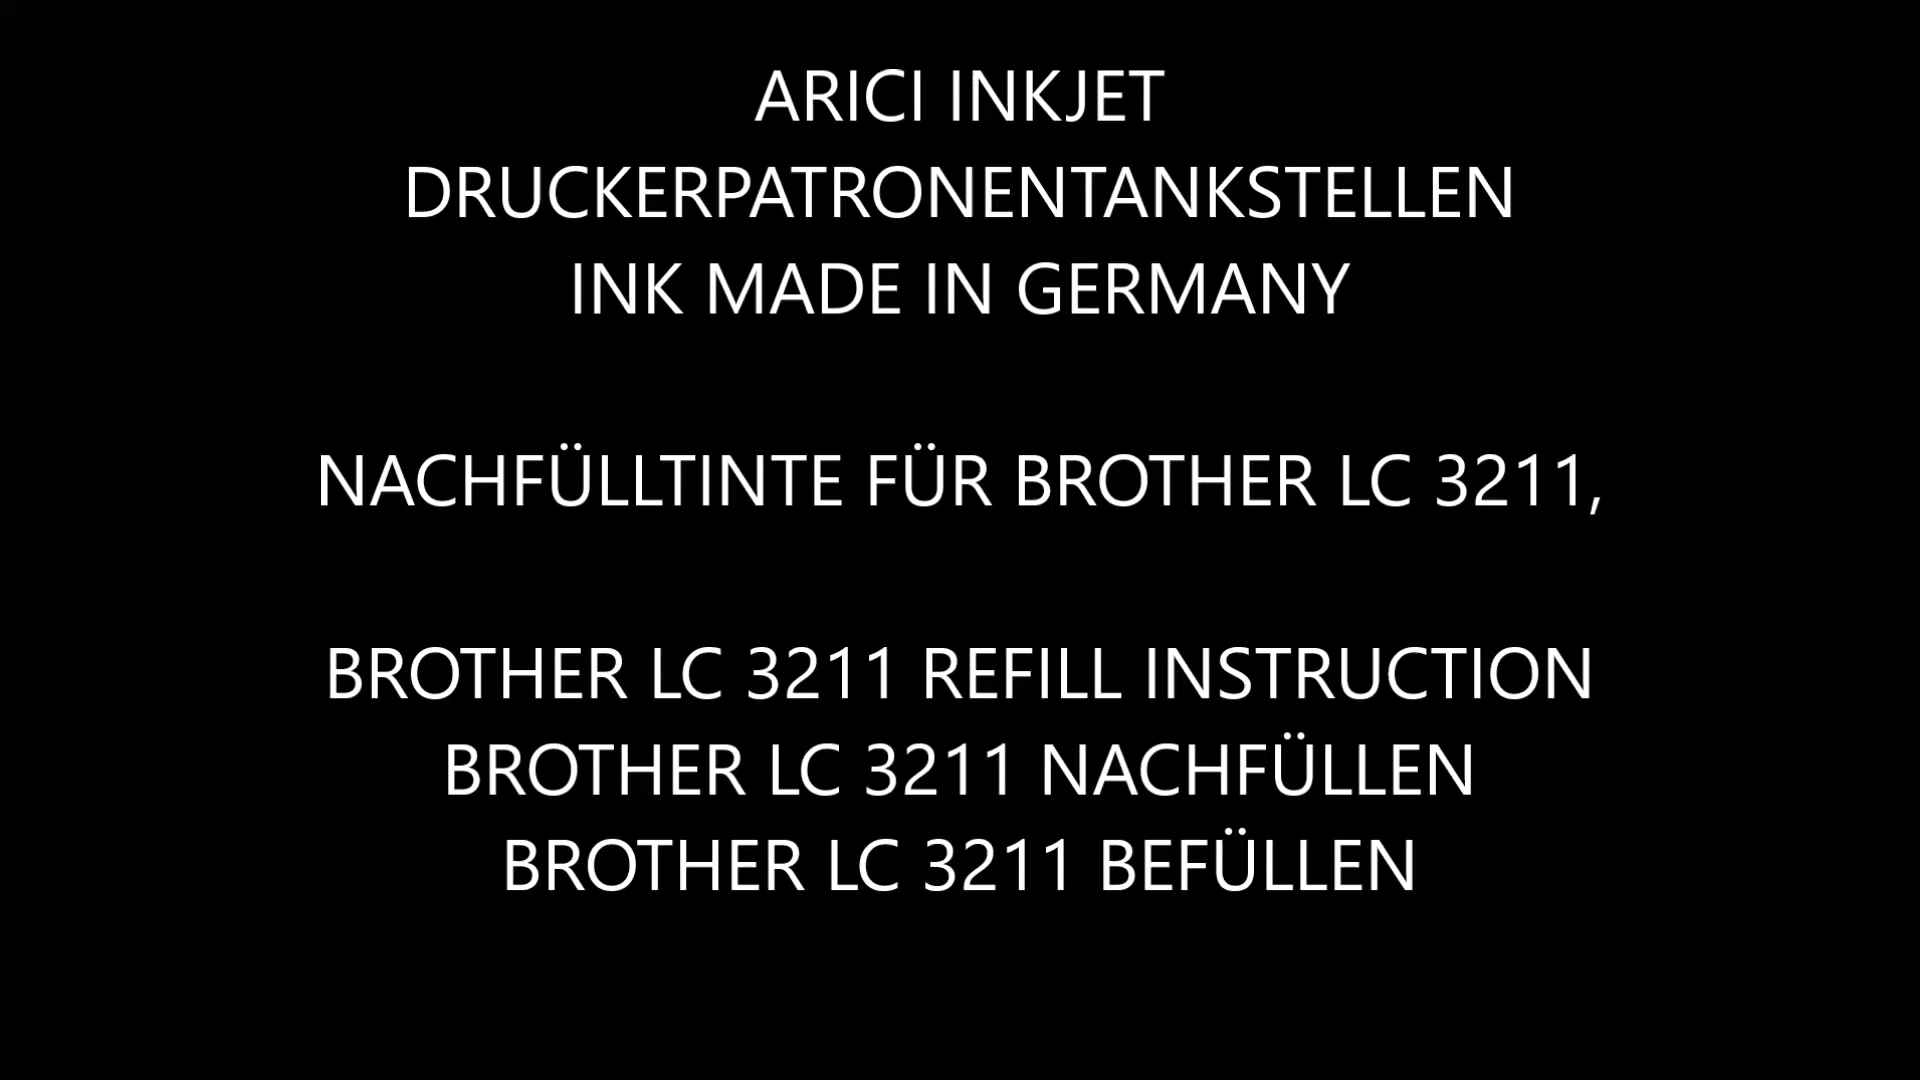 ARICI INKJET
DRUCKERPATRONENTANKSTELLEN
INK MADE IN GERMANY
NACHFÜLLTINTE FÜR BROTHER LC 3211,
BROTHER LC 3211 REFILL INSTRUCTION
BROTHER LC 3211 NACHFÜLLEN
BROTHER LC 3211 BEFÜLLEN